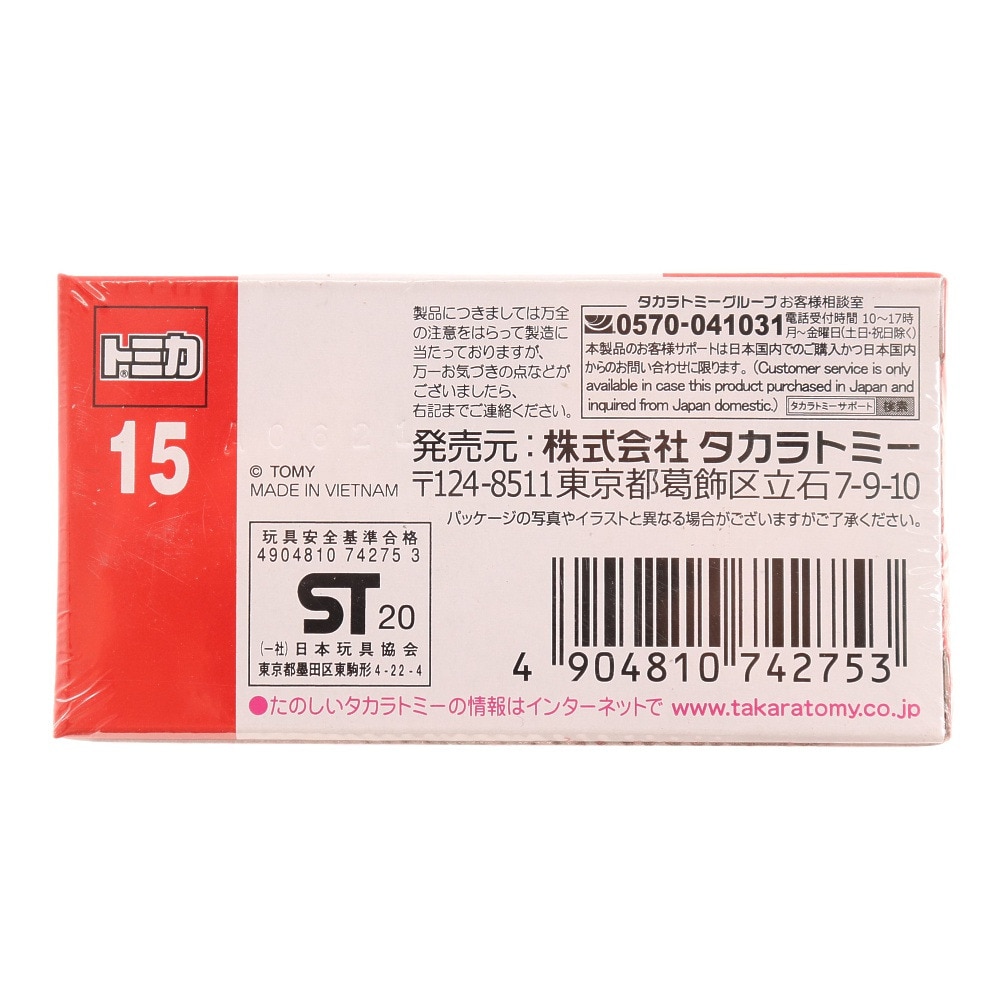 トミカ®
15
製品につきましては万全
の注意をはらって製造に
当たっておりますが、
万一お気づきの点などが
ございましたら、
右記までご連絡ください。
タカラトミーグループ お客様相談室
0570-041031
電話受付時間 10〜17時
月〜金曜日(土日・祝日除く)
本製品のお客様サポートは日本国内でのご購入かつ日本国内
からのお問い合わせに限ります。(Customer service is only
available in case this product purchased in Japan and
inquired from Japan domestic.) タカラトミーサポート 検索
発売元:株式会社 タカラトミー
〒124-8511 東京都葛飾区立石 7-9-10
© TOMY
MADE IN VIETNAM
パッケージの写真やイラストと異なる場合がございますがご了承ください。
玩具安全基準合格
4904810 74275 3
ST 20
(一社)日本玩具協会
東京都墨田区東駒形 4-22-4
4 904810 742753
●たのしいタカラトミーの情報はインターネットで www.takaratomy.co.jp